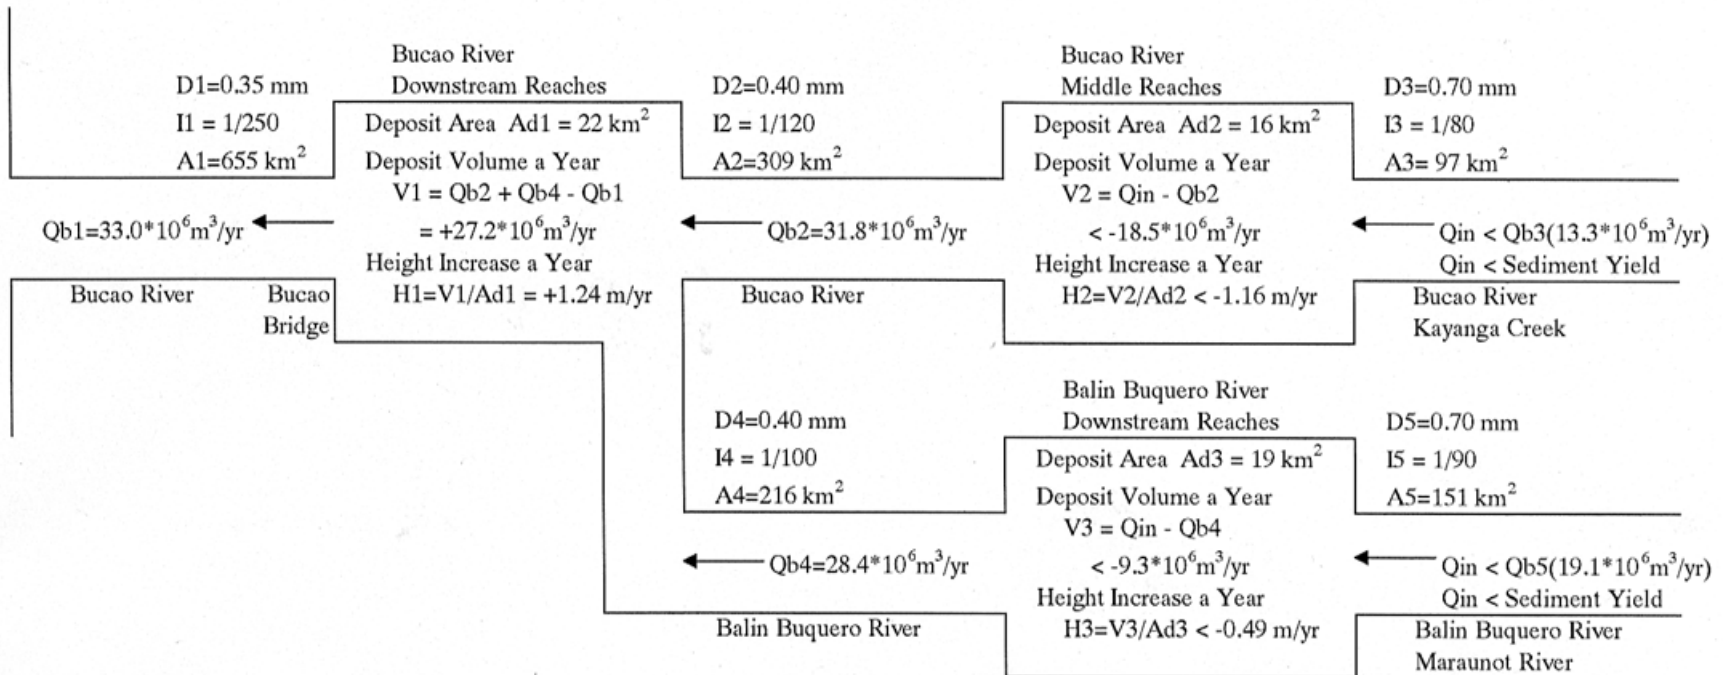 D1=0.35 mm
I1 = 1/250
A1=655 km²
Qb1=33.0*10⁶m³/yr
Bucao River
Bucao
Bridge
Bucao River
Downstream Reaches
Deposit Area Ad1 = 22 km²
Deposit Volume a Year
V1 = Qb2 + Qb4 - Qb1
= +27.2*10⁶m³/yr
Height Increase a Year
H1=V1/Ad1 = +1.24 m/yr
D2=0.40 mm
I2 = 1/120
A2=309 km²
Qb2=31.8*10⁶m³/yr
Bucao River
Bucao River
Middle Reaches
Deposit Area Ad2 = 16 km²
Deposit Volume a Year
V2 = Qin - Qb2
< -18.5*10⁶m³/yr
Height Increase a Year
H2=V2/Ad2 < -1.16 m/yr
D3=0.70 mm
I3 = 1/80
A3= 97 km²
Qin < Qb3(13.3*10⁶m³/yr)
Qin < Sediment Yield
Bucao River
Kayanga Creek
D4=0.40 mm
I4 = 1/100
A4=216 km²
Qb4=28.4*10⁶m³/yr
Balin Buquero River
Balin Buquero River
Downstream Reaches
Deposit Area Ad3 = 19 km²
Deposit Volume a Year
V3 = Qin - Qb4
< -9.3*10⁶m³/yr
Height Increase a Year
H3=V3/Ad3 < -0.49 m/yr
D5=0.70 mm
I5 = 1/90
A5=151 km²
Qin < Qb5(19.1*10⁶m³/yr)
Qin < Sediment Yield
Balin Buquero River
Maraunot River